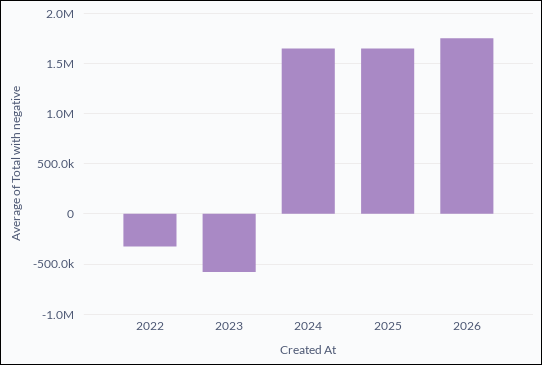 2.0M
1.5M
1.0M
500.0k
0
-500.0k
-1.0M
Average of Total with negative
2022 2023 2024 2025 2026
Created At